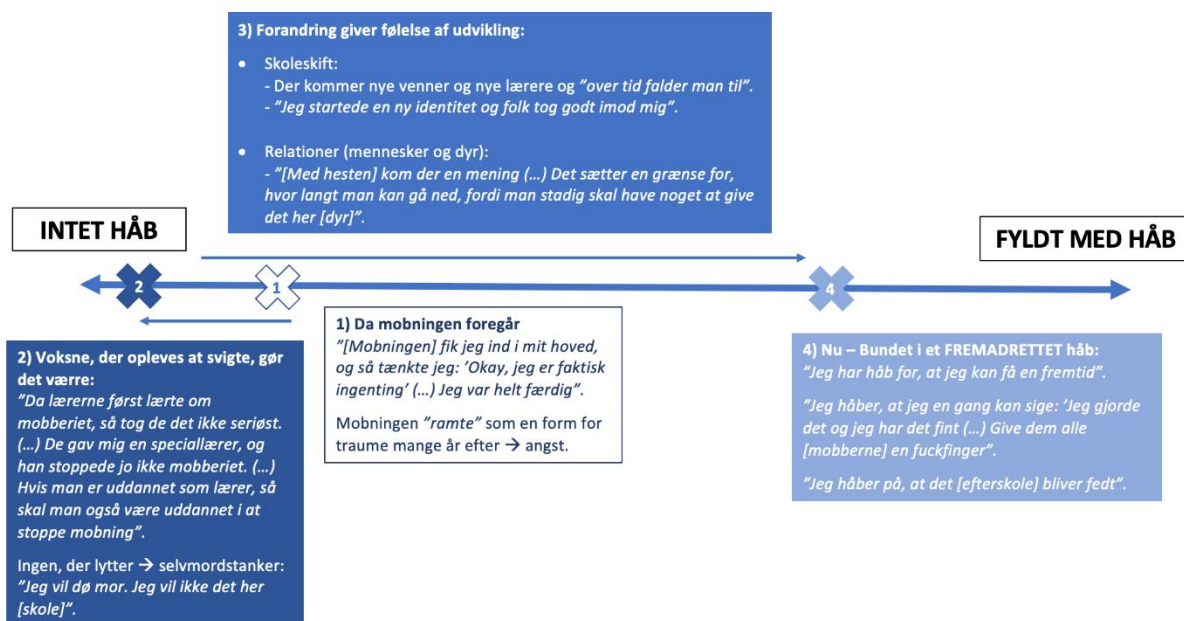 3) Forandring giver følelse af udvikling:
• Skoleskift:
- Der kommer nye venner og nye lærere og ”over tid falder man til”.
- ”Jeg startede en ny identitet og folk tog godt imod mig”.
• Relationer (mennesker og dyr):
- ”[Med hesten] kom der en mening (...) Det sætter en grænse for,
hvor langt man kan gå ned, fordi man stadig skal have noget at give
det her [dyr]”.
INTET HÅB
FYLDT MED HÅB
2
1
4
1) Da mobningen foregår
”[Mobningen] fik jeg ind i mit hoved,
og så tænkte jeg: ’Okay, jeg er faktisk
ingenting’ (...) Jeg var helt færdig”.
Mobningen ”ramte” som en form for
traume mange år efter → angst.
2) Voksne, der opleves at svigte, gør
det værre:
”Da lærerne først lærte om
mobberiet, så tog de det ikke seriøst.
(...) De gav mig en speciallærer, og
han stoppede jo ikke mobberiet. (...)
Hvis man er uddannet som lærer, så
skal man også være uddannet i at
stoppe mobning”.
Ingen, der lytter → selvmordstanker:
”Jeg vil dø mor. Jeg vil ikke det her
[skole]”.
4) Nu – Bundet i et FREMADRETTET håb:
”Jeg har håb for, at jeg kan få en fremtid”.
”Jeg håber, at jeg en gang kan sige: ’Jeg gjorde
det og jeg har det fint (...) Give dem alle
[mobberne] en fuckfinger”.
”Jeg håber på, at det [efterskole] bliver fedt”.